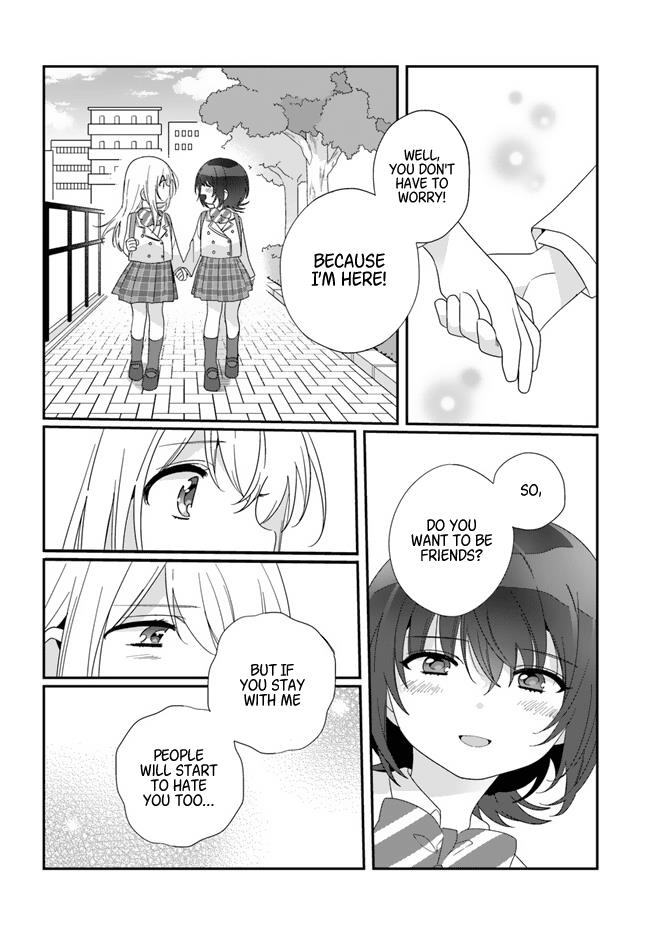 WELL,
YOU DON'T
HAVE TO
WORRY!
BECAUSE
I'M HERE!
SO,
DO YOU
WANT TO BE
FRIENDS?
BUT IF
YOU STAY
WITH ME
PEOPLE
WILL START
TO HATE
YOU TOO...